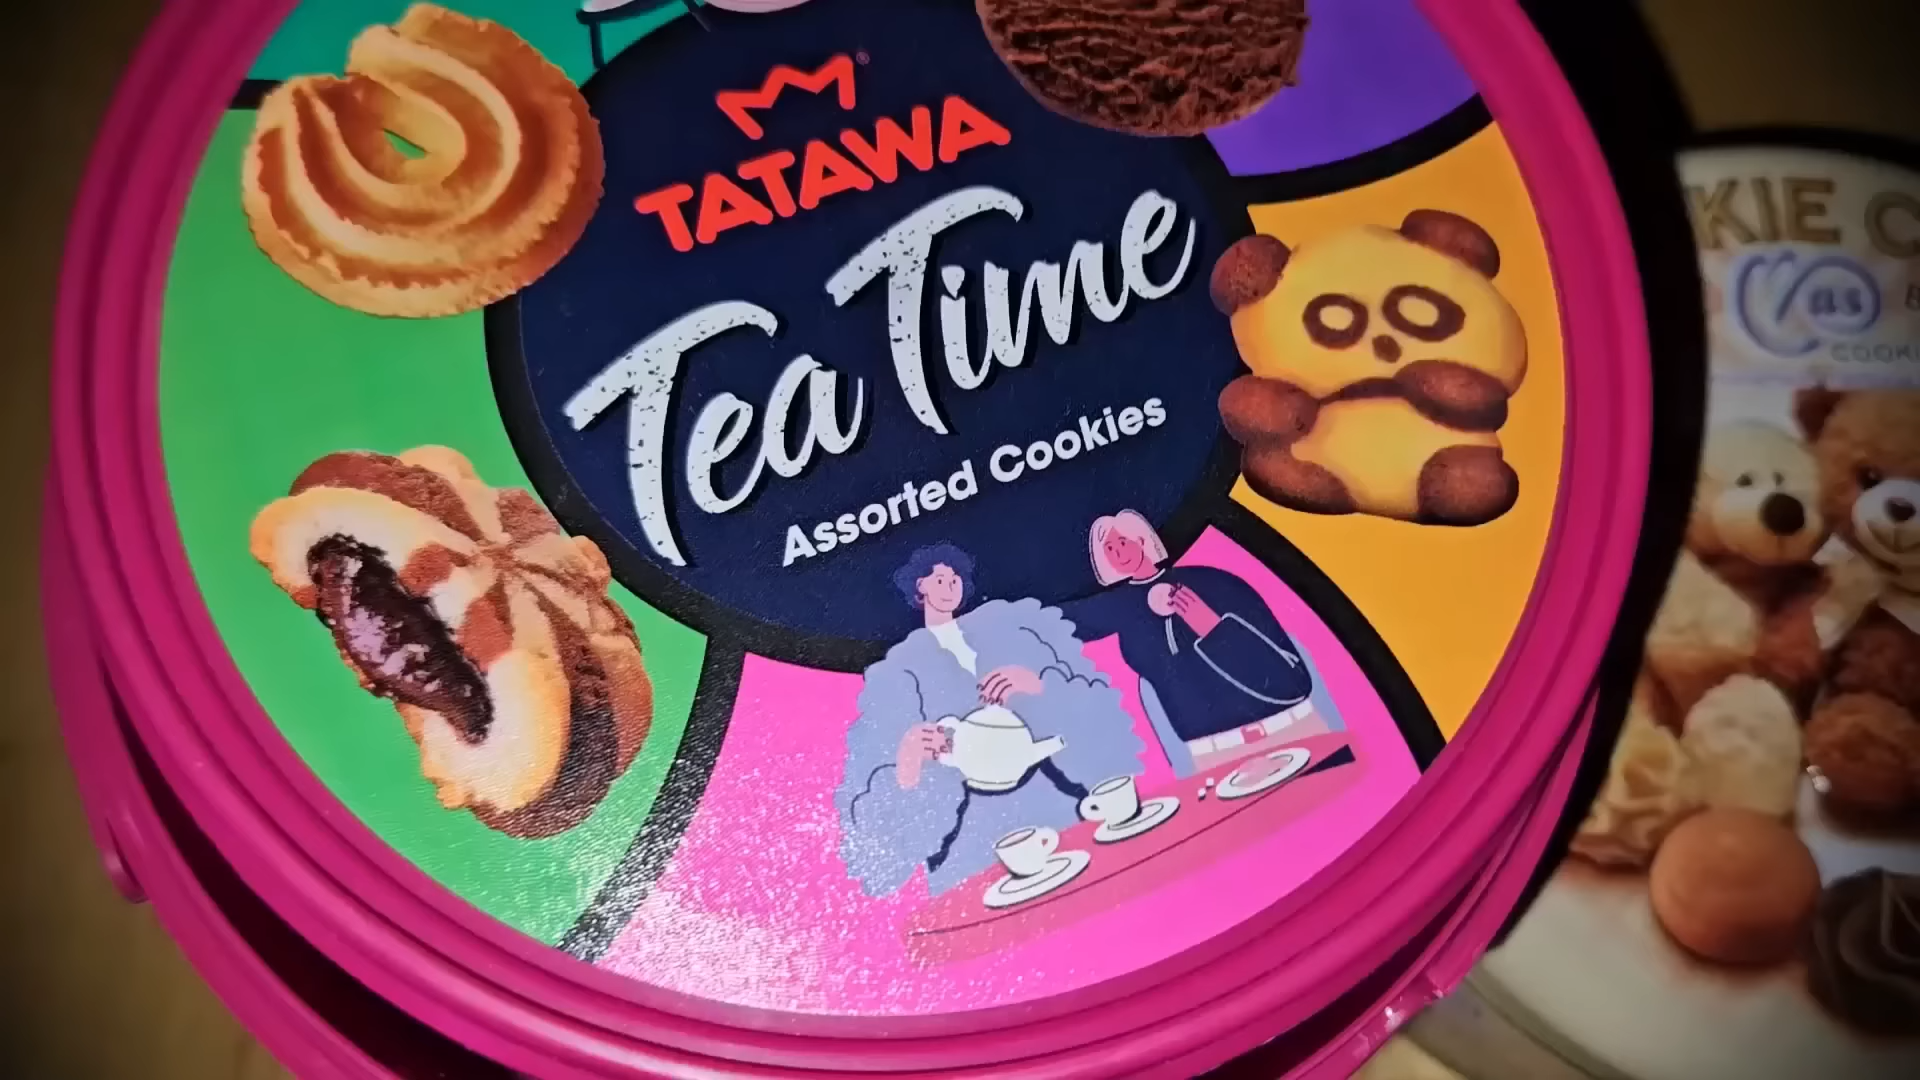 TATAWA®
Tea Time
Assorted Cookies
KIE C
COOKI